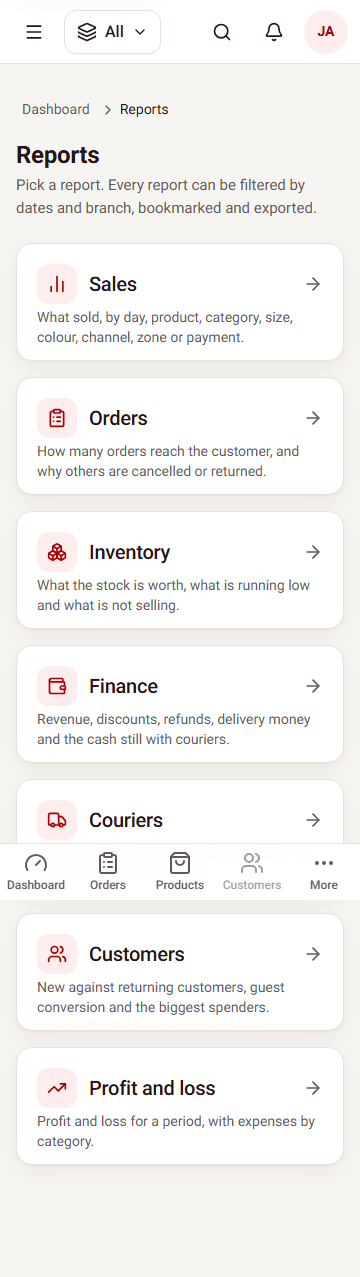 All
JA
Dashboard
Reports
Reports
Pick a report. Every report can be filtered by
dates and branch, bookmarked and exported.
Sales
What sold, by day, product, category, size,
colour, channel, zone or payment.
Orders
How many orders reach the customer, and
why others are cancelled or returned.
Inventory
What the stock is worth, what is running low
and what is not selling.
Finance
Revenue, discounts, refunds, delivery money
and the cash still with couriers.
Couriers
Dashboard
Orders
Products
Customers
More
Customers
New against returning customers, guest
conversion and the biggest spenders.
Profit and loss
Profit and loss for a period, with expenses by
category.